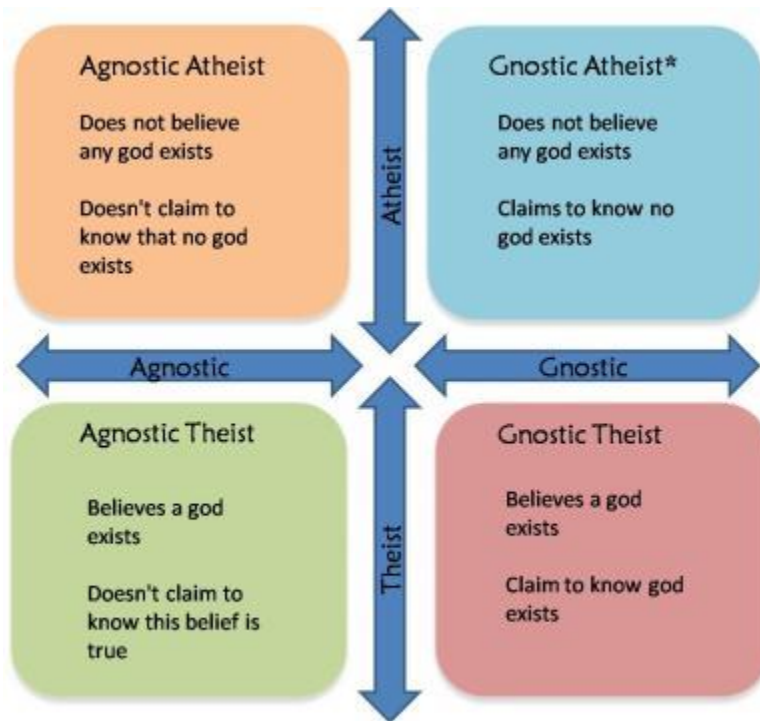 Agnostic Atheist
Does not believe
any god exists
Doesn't claim to
know that no god
exists
Gnostic Atheist*
Does not believe
any god exists
Claims to know no
god exists
Atheist
Agnostic
Gnostic
Agnostic Theist
Believes a god
exists
Doesn't claim to
know this belief is
true
Theist
Gnostic Theist
Believes a god
exists
Claim to know god
exists